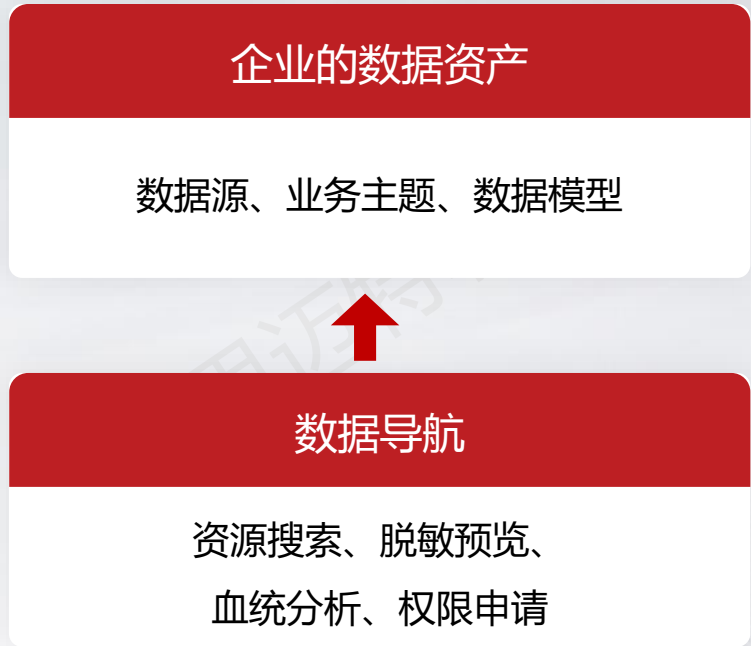 企业的数据资产
数据源、业务主题、数据模型
数据导航
资源搜索、脱敏预览、
血统分析、权限申请